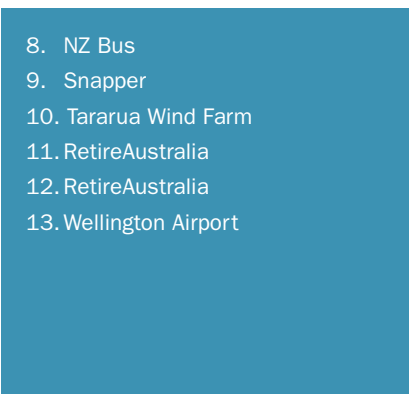 8. NZ Bus
9. Snapper
10. Tararua Wind Farm
11. RetireAustralia
12. RetireAustralia
13. Wellington Airport